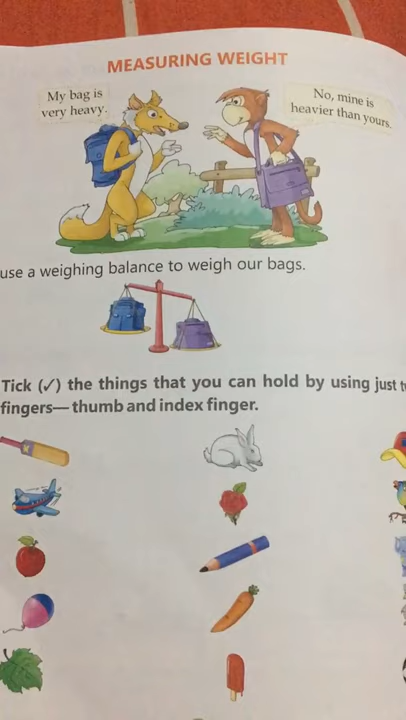 MEASURING WEIGHT
My bag is
very heavy.
No, mine is
heavier than yours.
use a weighing balance to weigh our bags.
Tick (✓) the things that you can hold by using just
fingers—thumb and index finger.